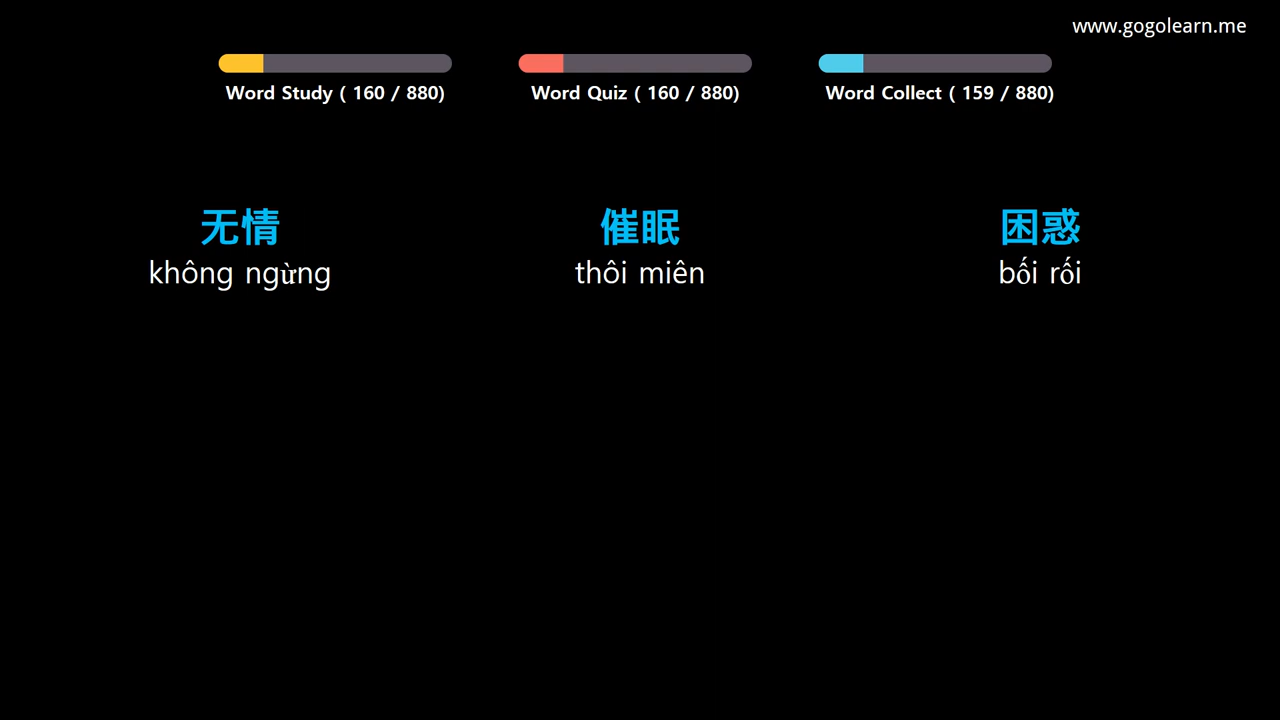 www.gogolearn.me
Word Study ( 160 / 880)
Word Quiz ( 160 / 880)
Word Collect ( 159 / 880)
无情
không ngừng
催眠
thôi miên
困惑
bối rối